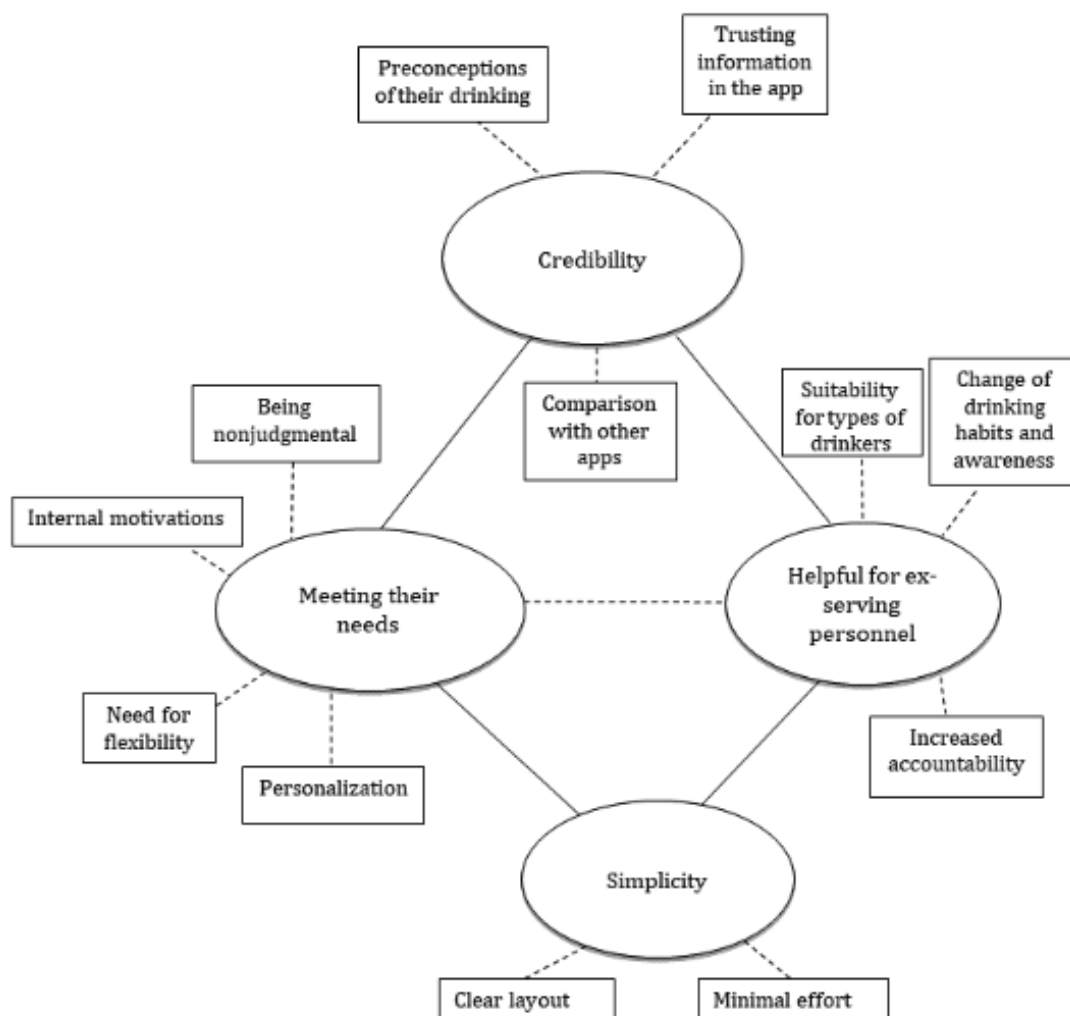 Trusting
information
in the app
Preconceptions
of their drinking
Credibility
Being
nonjudgmental
Comparison
with other
apps
Suitability
for types of
drinkers
Change of
drinking
habits and
awareness
Internal motivations
Meeting their
needs
Helpful for ex-
serving
personnel
Need for
flexibility
Personalization
Increased
accountability
Simplicity
Clear layout
Minimal effort